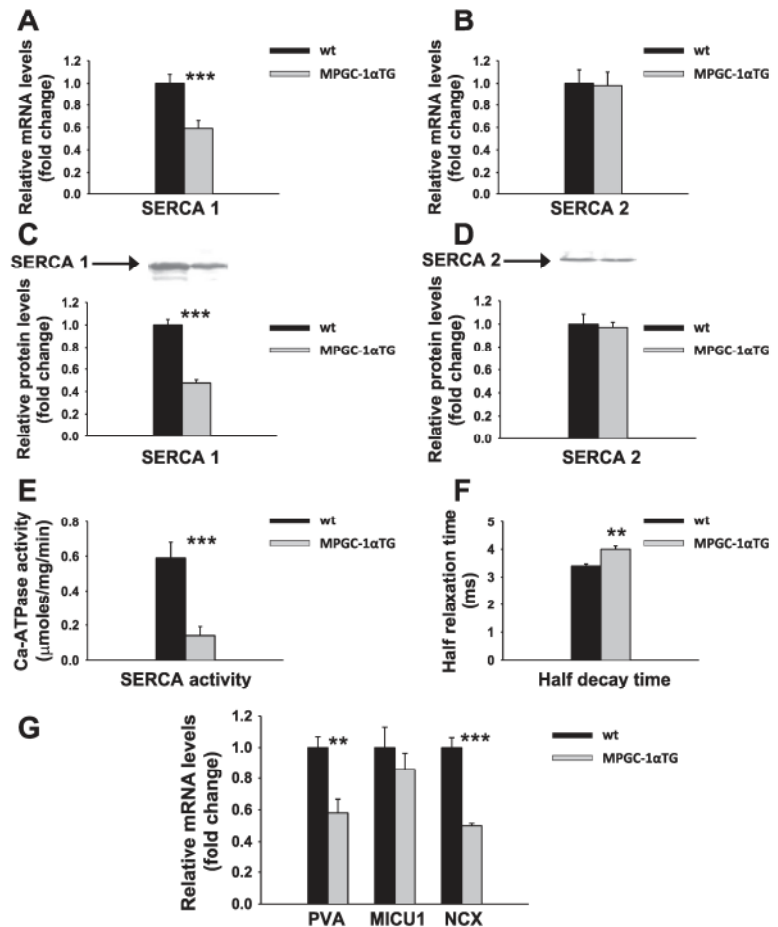 A
Relative mRNA levels
(fold change)
1.2
1.0
0.8
0.6
0.4
0.2
0.0
***
SERCA 1
wt
MPGC-1αTG
B
Relative mRNA levels
(fold change)
1.2
1.0
0.8
0.6
0.4
0.2
0.0
SERCA 2
wt
MPGC-1αTG
C
SERCA 1
Relative protein levels
(fold change)
1.2
1.0
0.8
0.6
0.4
0.2
0.0
***
SERCA 1
wt
MPGC-1αTG
D
SERCA 2
Relative protein levels
(fold change)
1.2
1.0
0.8
0.6
0.4
0.2
0.0
SERCA 2
wt
MPGC-1αTG
E
Ca-ATPase activity
(μmoles/mg/min)
0.8
0.6
0.4
0.2
0.0
***
SERCA activity
wt
MPGC-1αTG
F
Half relaxation time
(ms)
5
4
3
2
1
0
**
Half decay time
wt
MPGC-1αTG
G
Relative mRNA levels
(fold change)
1.2
1.0
0.8
0.6
0.4
0.2
0.0
**
***
PVA MICU1 NCX
wt
MPGC-1αTG